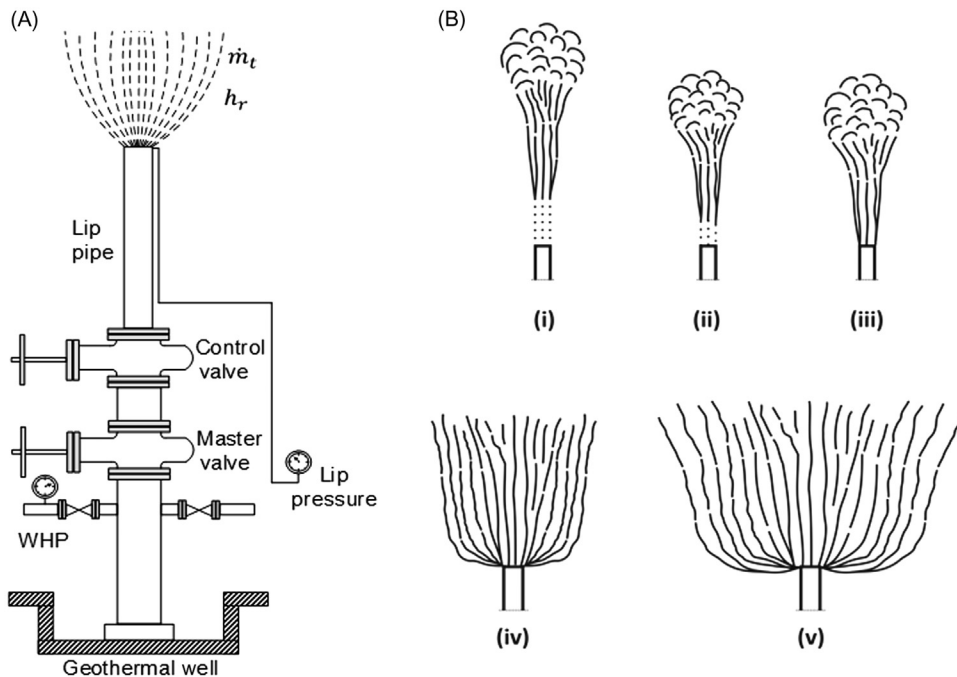 (A)
ṁₜ
hᵣ
Lip
pipe
Control
valve
Master
valve
Lip
pressure
WHP
Geothermal well
(B)
(i)
(ii)
(iii)
(iv)
(v)